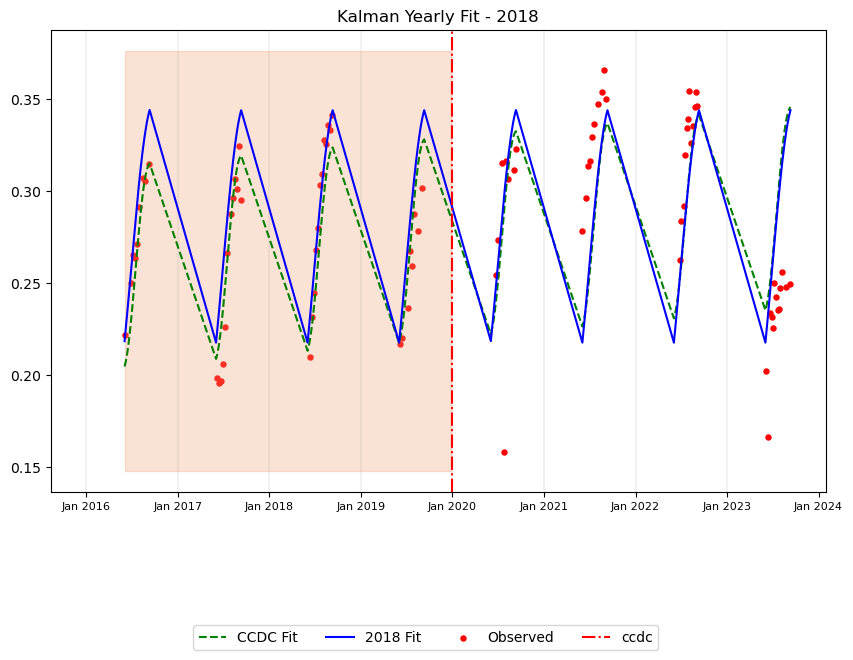 Kalman Yearly Fit - 2018
0.35
0.30
0.25
0.20
0.15
Jan 2016 Jan 2017 Jan 2018 Jan 2019 Jan 2020 Jan 2021 Jan 2022 Jan 2023 Jan 2024
CCDC Fit 2018 Fit Observed ccdc